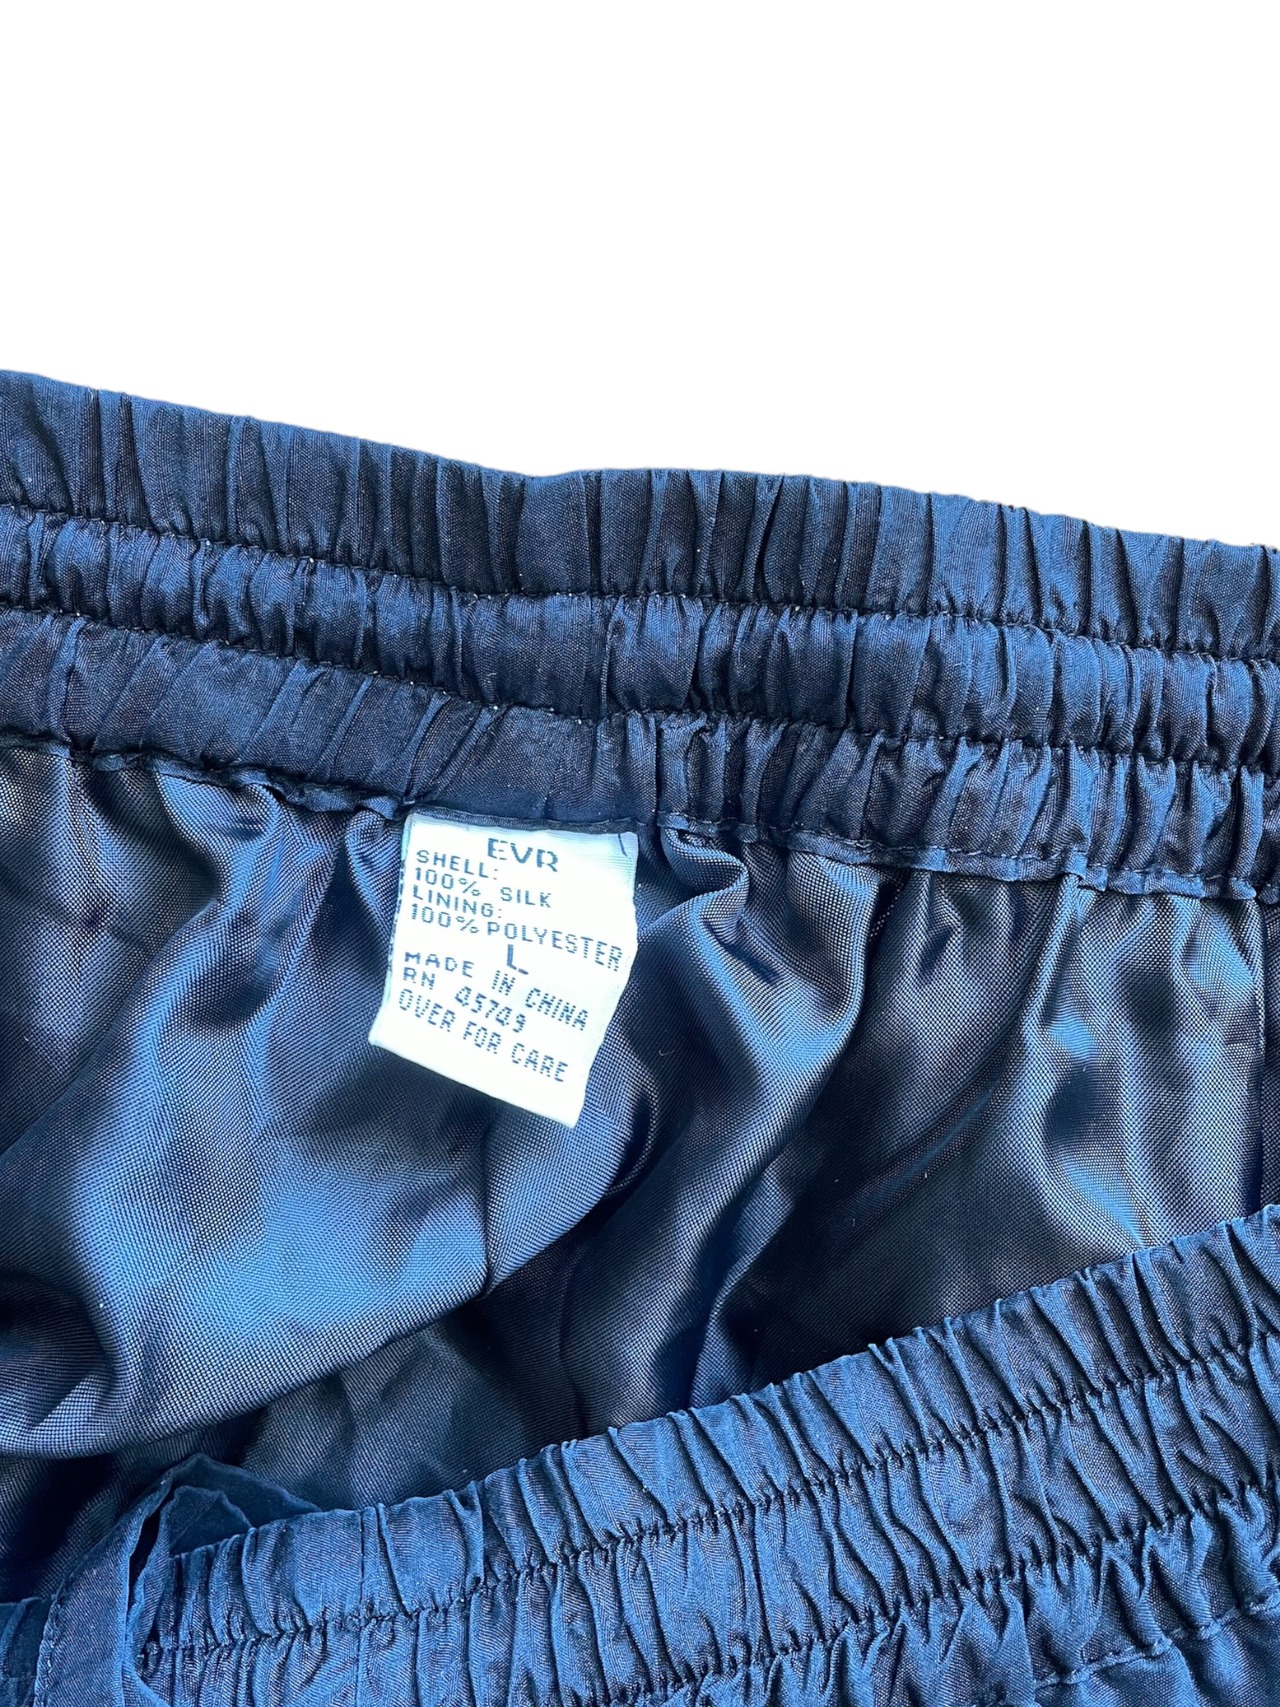 EVR
SHELL:
100% SILK
LINING:
100% POLYESTER
L
MADE IN CHINA
RN 45749
OVER FOR CARE